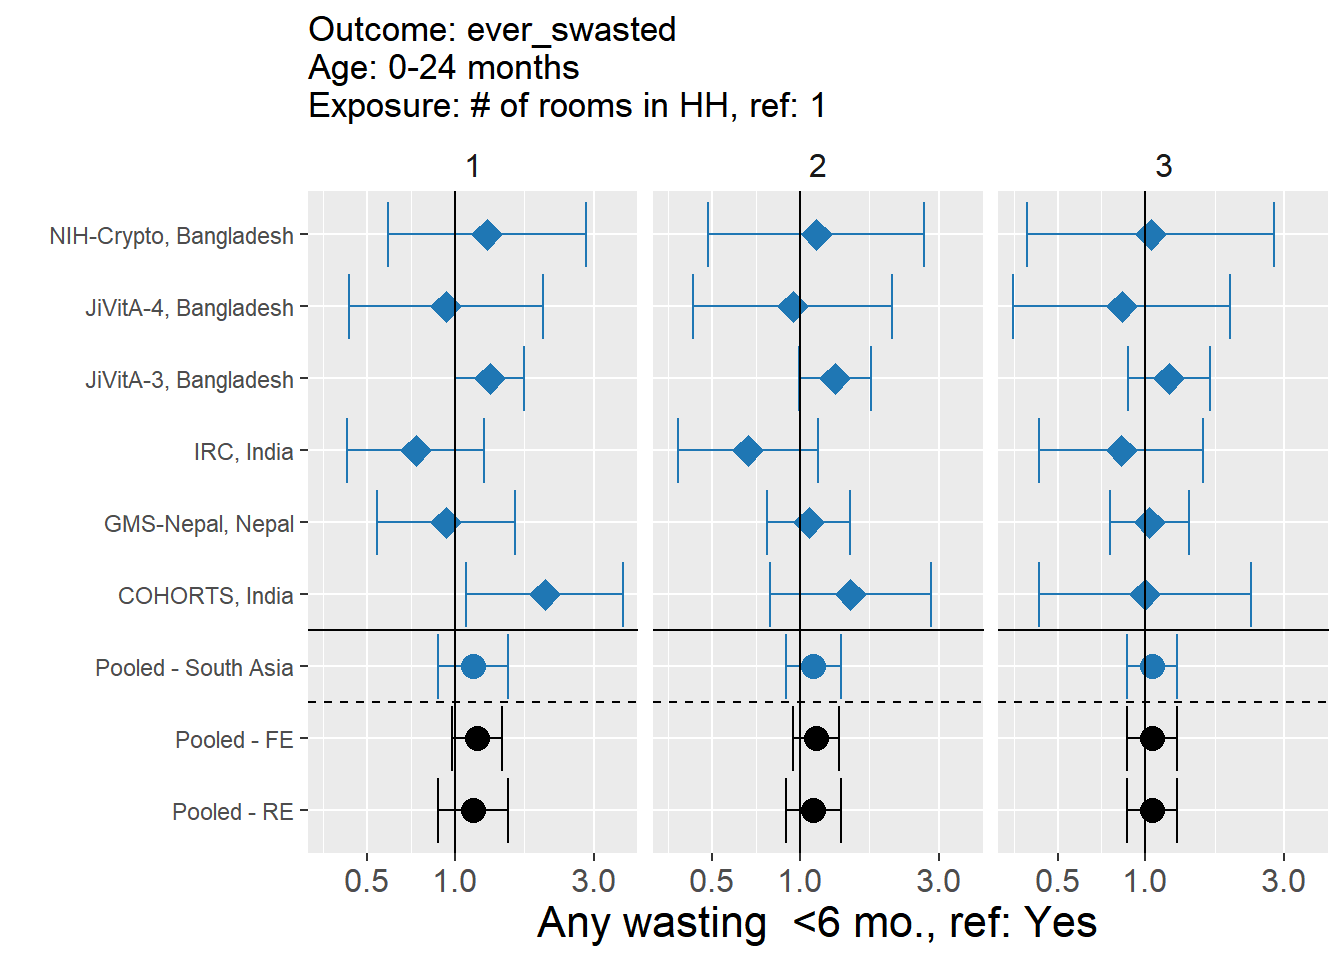 Outcome: ever_swasted
Age: 0-24 months
Exposure: # of rooms in HH, ref: 1
1 2 3
NIH-Crypto, Bangladesh
JiVitA-4, Bangladesh
JiVitA-3, Bangladesh
IRC, India
GMS-Nepal, Nepal
COHORTS, India
Pooled - South Asia
Pooled - FE
Pooled - RE
0.5 1.0 3.0 0.5 1.0 3.0 0.5 1.0 3.0
Any wasting  <6 mo., ref: Yes